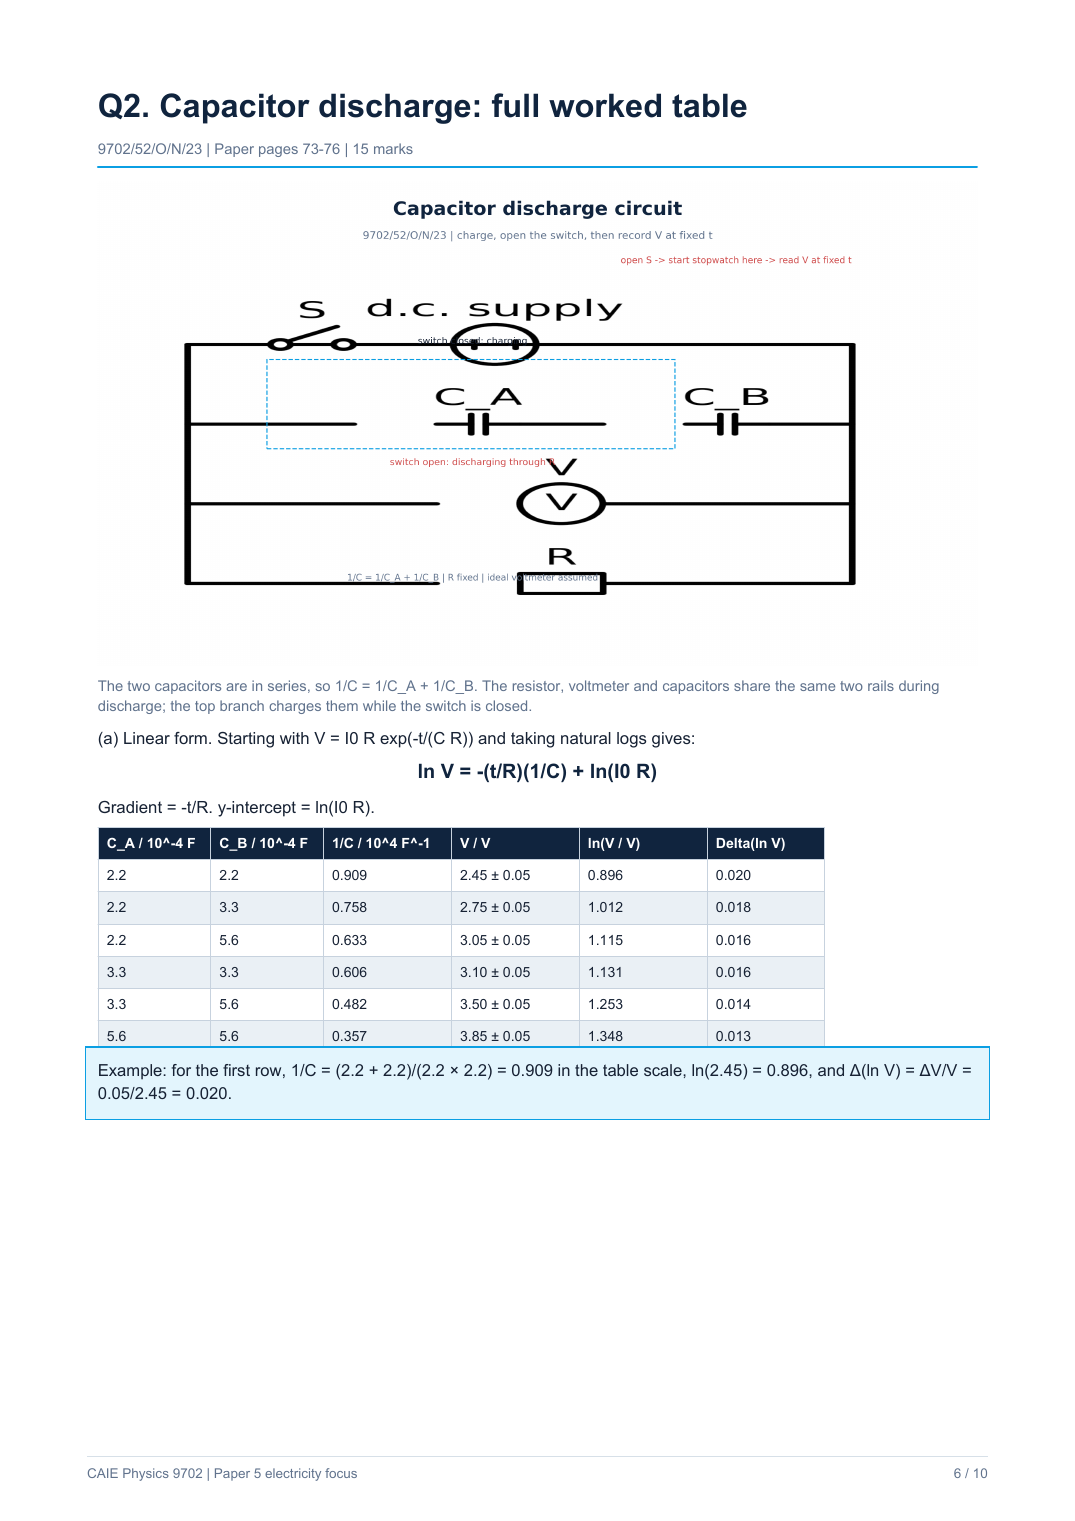 Q2. Capacitor discharge: full worked table
9702/52/O/N/23 | Paper pages 73-76 | 15 marks
Capacitor discharge circuit
9702/52/O/N/23 | charge, open the switch, then record V at fixed t
open S -> start stopwatch here -> read V at fixed t
S d.c. supply
switch closed: charging
C_A C_B
switch open: discharging through R
V
V
R
1/C = 1/C_A + 1/C_B | R fixed | ideal voltmeter assumed
The two capacitors are in series, so 1/C = 1/C_A + 1/C_B. The resistor, voltmeter and capacitors share the same two rails during
discharge; the top branch charges them while the switch is closed.
(a) Linear form. Starting with V = I0 R exp(-t/(C R)) and taking natural logs gives:
ln V = -(t/R)(1/C) + ln(I0 R)
Gradient = -t/R. y-intercept = ln(I0 R).
C_A / 10^-4 F C_B / 10^-4 F 1/C / 10^4 F^-1 V / V ln(V / V) Delta(ln V)
2.2 2.2 0.909 2.45 ± 0.05 0.896 0.020
2.2 3.3 0.758 2.75 ± 0.05 1.012 0.018
2.2 5.6 0.633 3.05 ± 0.05 1.115 0.016
3.3 3.3 0.606 3.10 ± 0.05 1.131 0.016
3.3 5.6 0.482 3.50 ± 0.05 1.253 0.014
5.6 5.6 0.357 3.85 ± 0.05 1.348 0.013
Example: for the first row, 1/C = (2.2 + 2.2)/(2.2 × 2.2) = 0.909 in the table scale, ln(2.45) = 0.896, and Δ(ln V) = ΔV/V =
0.05/2.45 = 0.020.
CAIE Physics 9702 | Paper 5 electricity focus 6 / 10